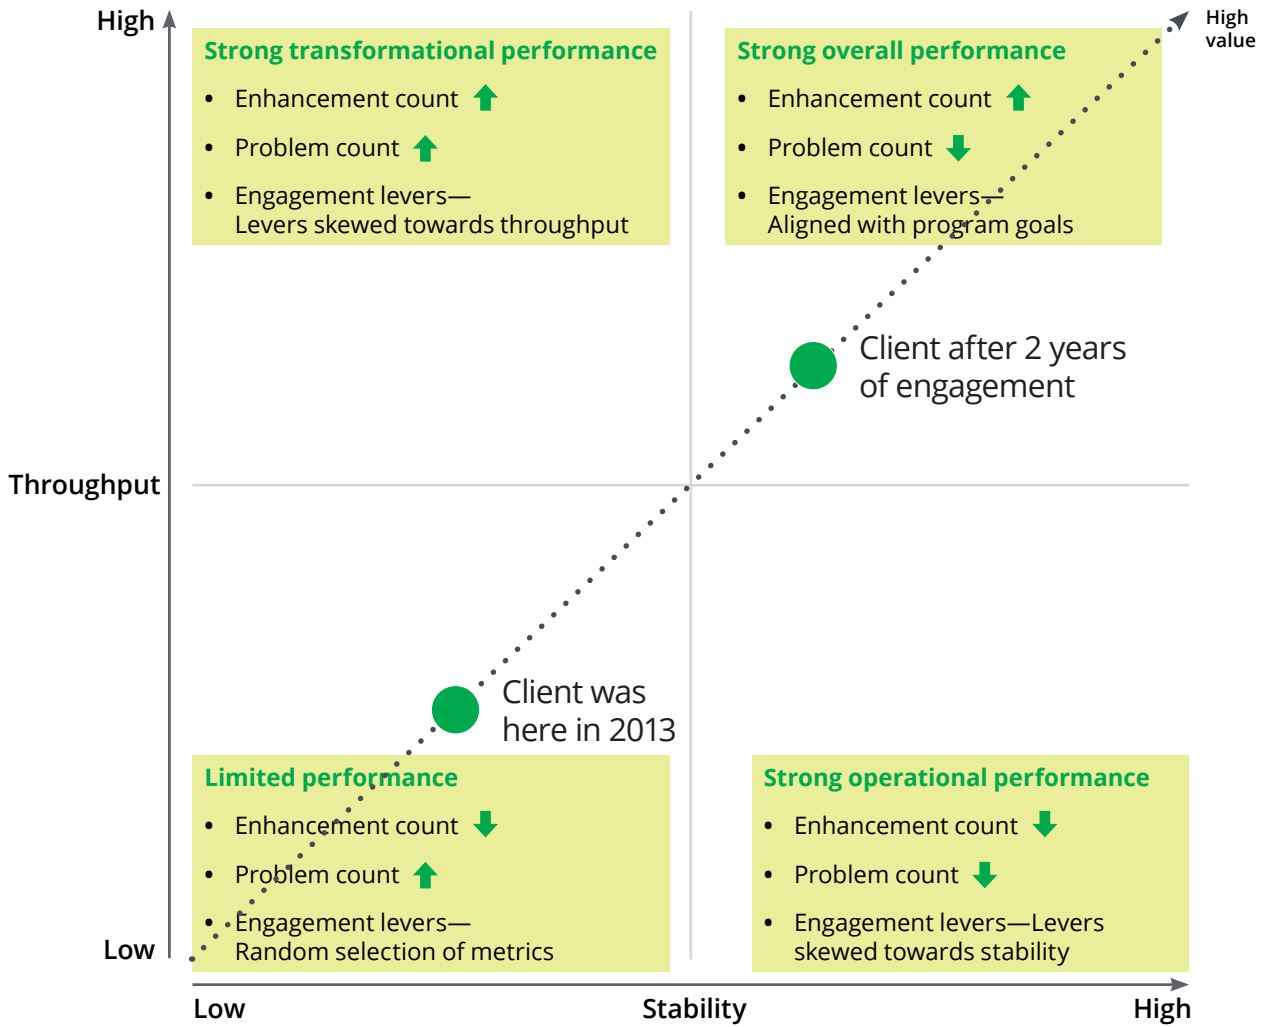 High
High
value
Strong transformational performance
• Enhancement count
• Problem count
• Engagement levers—
Levers skewed towards throughput
Strong overall performance
• Enhancement count
• Problem count
• Engagement levers—
Aligned with program goals
Client after 2 years
of engagement
Throughput
Client was
here in 2013
Limited performance
• Enhancement count
• Problem count
• Engagement levers—
Random selection of metrics
Strong operational performance
• Enhancement count
• Problem count
• Engagement levers—Levers
skewed towards stability
Low
Low
Stability
High